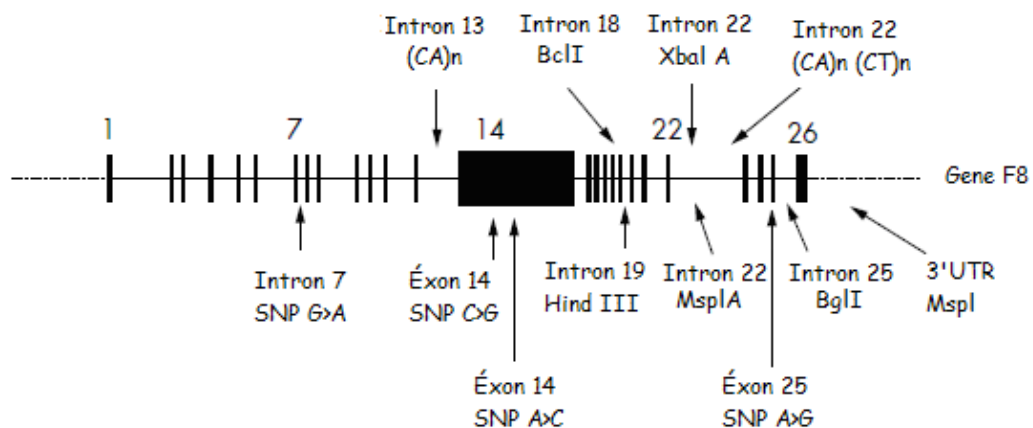 Intron 13
(CA)n
Intron 18
BclI
Intron 22
XbaI A
Intron 22
(CA)n (CT)n
1
7
14
22
26
Gene F8
Intron 7
SNP G>A
Éxon 14
SNP C>G
Intron 19
Hind III
Intron 22
MspIA
Intron 25
BglI
3'UTR
MspI
Éxon 14
SNP A>C
Éxon 25
SNP A>G